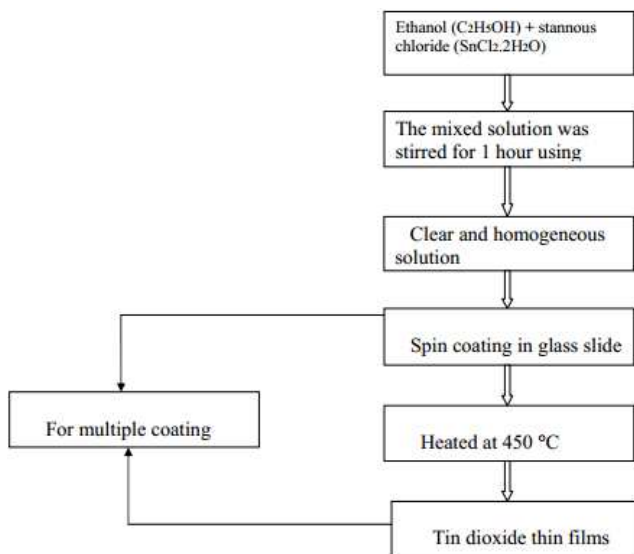 Ethanol (C2H5OH) + stannous
chloride (SnCl2.2H2O)
The mixed solution was
stirred for 1 hour using
Clear and homogeneous
solution
Spin coating in glass slide
For multiple coating
Heated at 450 °C
Tin dioxide thin films